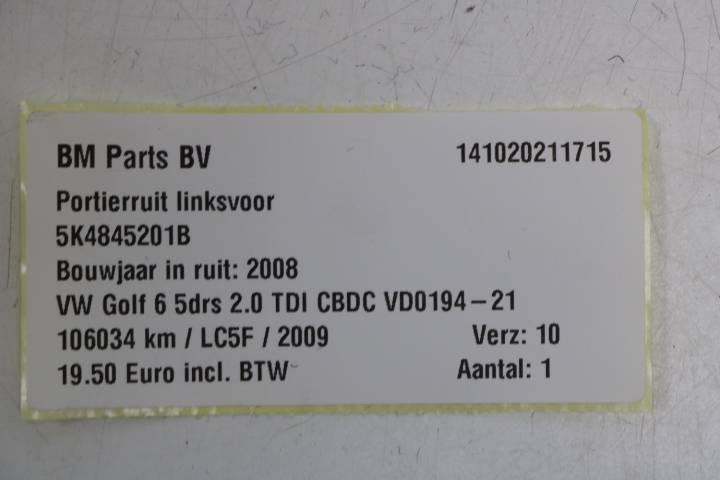 BM Parts BV 141020211715
Portierruit linksvoor
5K4845201B
Bouwjaar in ruit: 2008
VW Golf 6 5drs 2.0 TDI CBDC VD0194-21
106034 km / LC5F / 2009 Verz: 10
19.50 Euro incl. BTW Aantal: 1